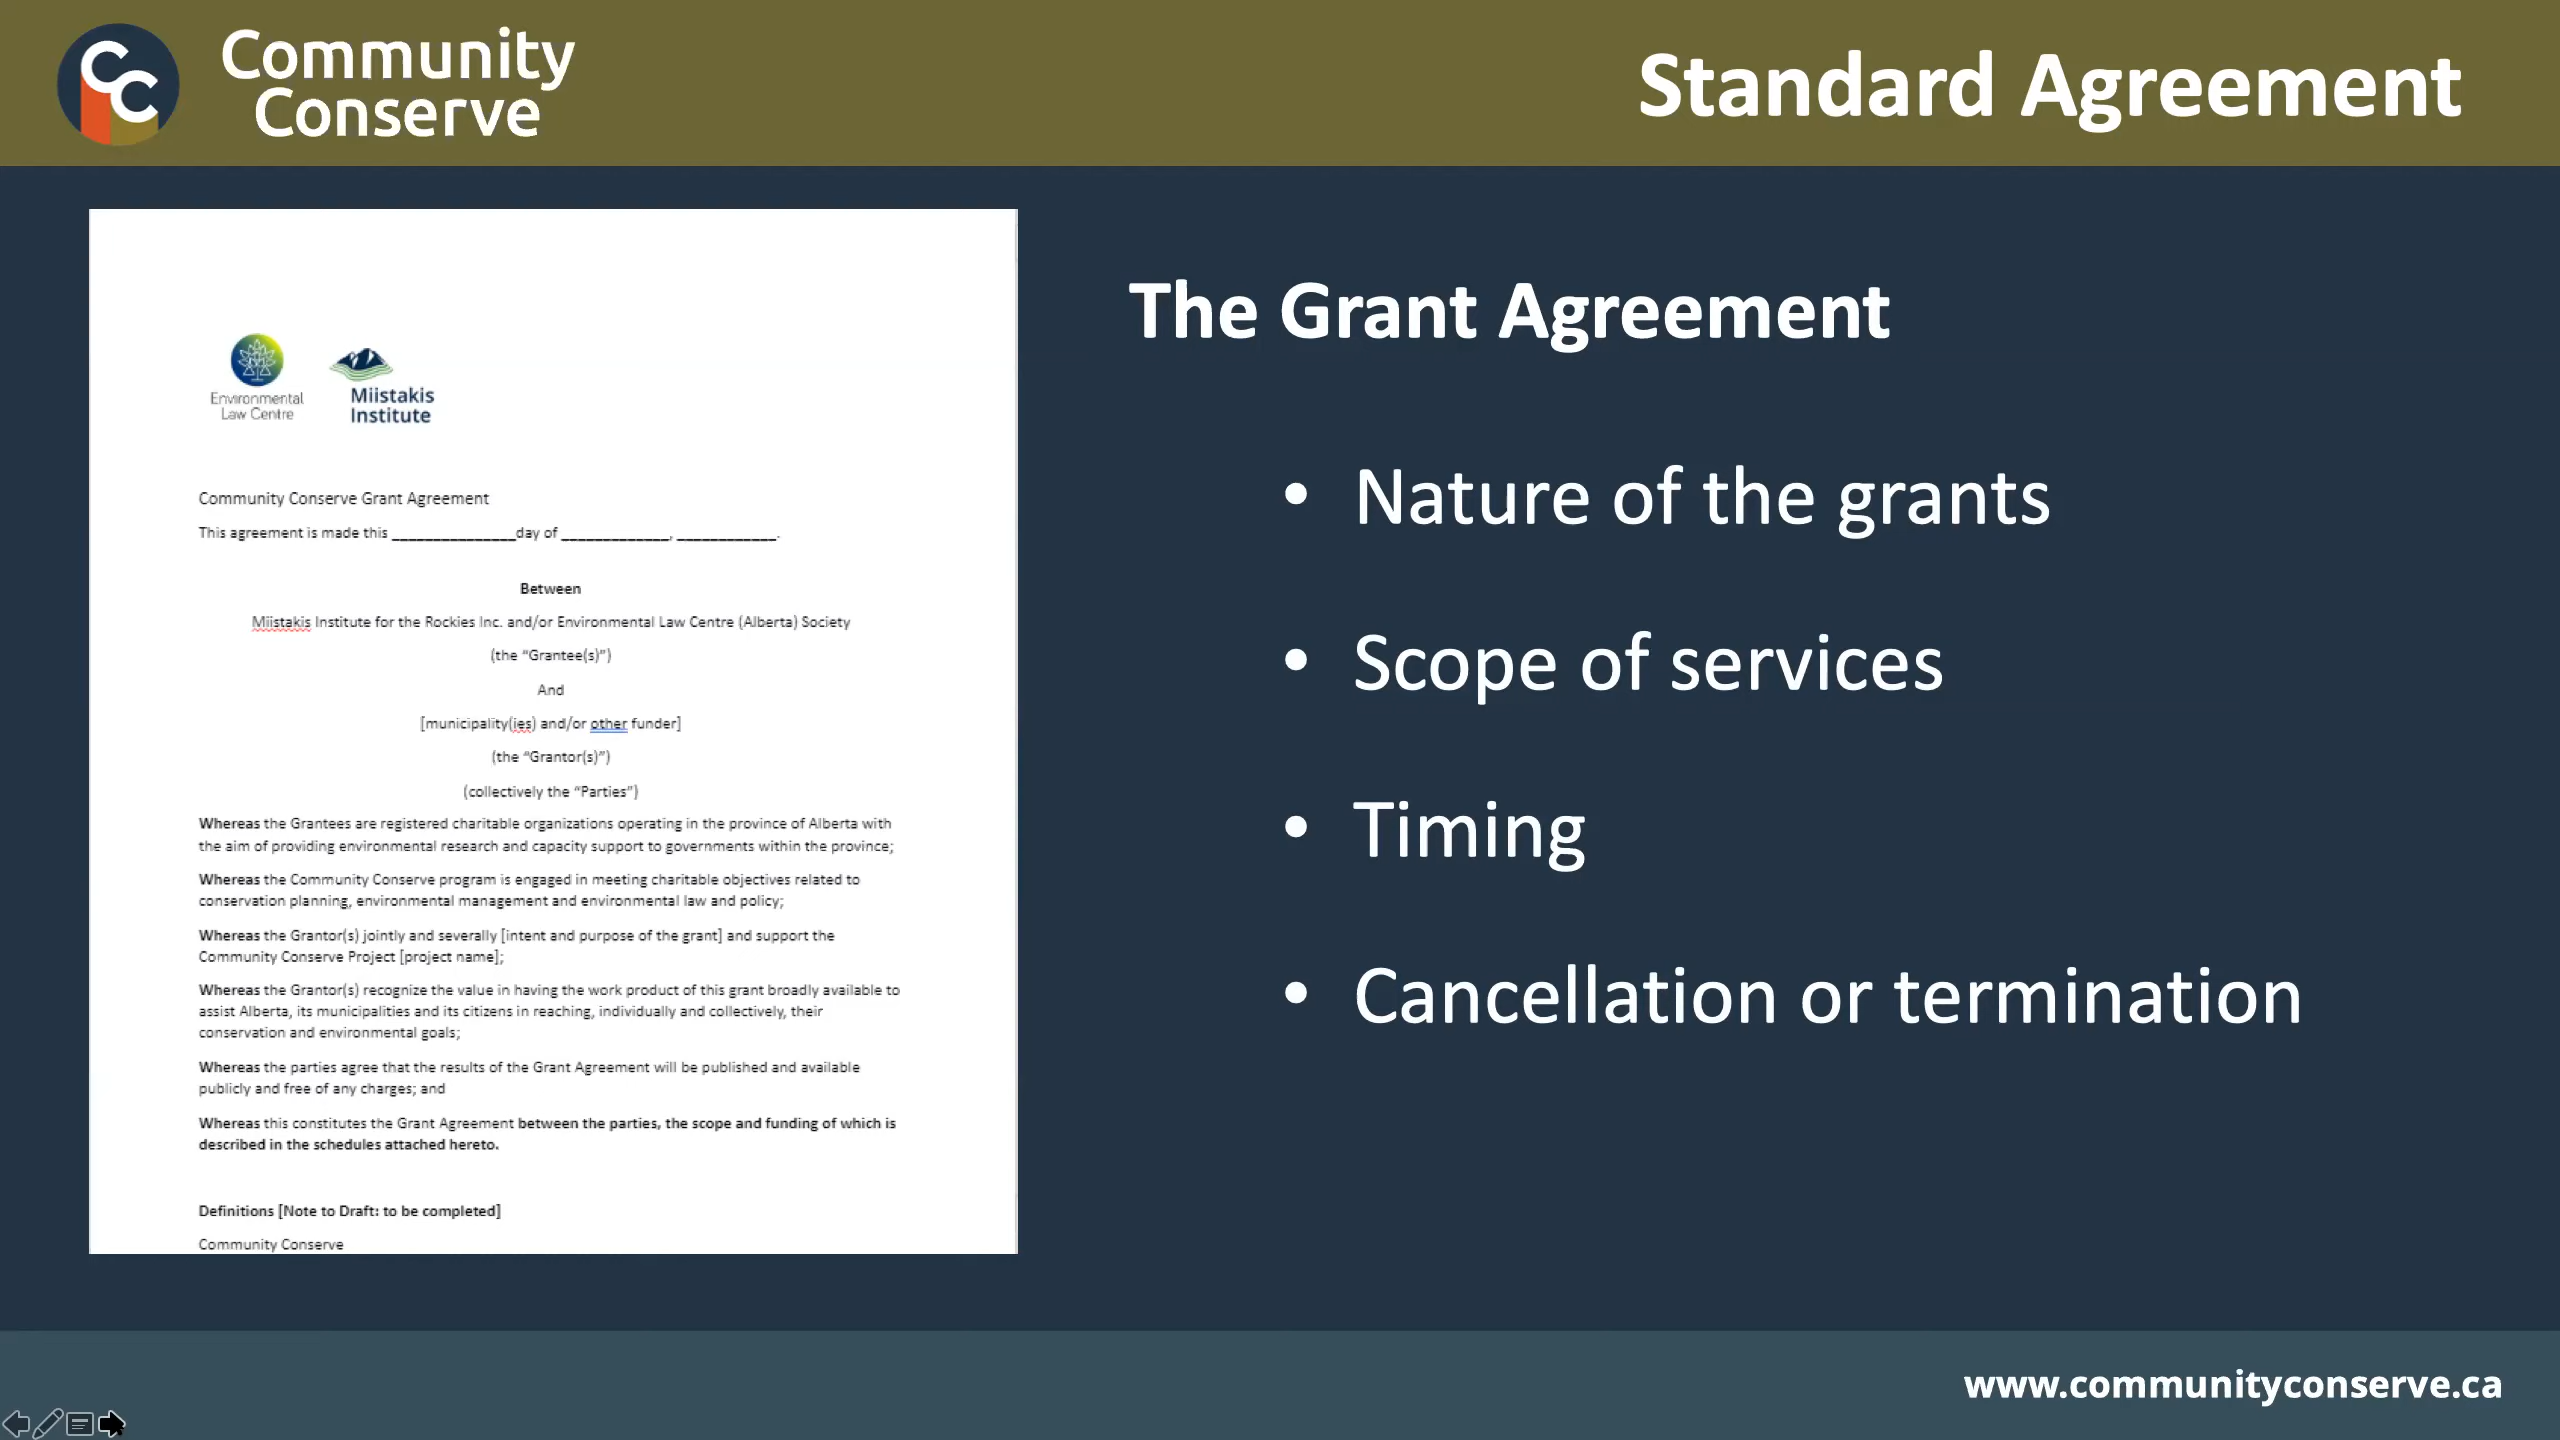 CC
Community
Conserve
Standard Agreement
Environmental
Law Centre
Miistakis
Institute
Community Conserve Grant Agreement
This agreement is made this _______________day of _____________, ____________.
Between
Miistakis Institute for the Rockies Inc. and/or Environmental Law Centre (Alberta) Society
(the “Grantee(s)”)
And
[municipality(ies) and/or other funder]
(the “Grantor(s)”)
(collectively the “Parties”)
Whereas the Grantees are registered charitable organizations operating in the province of Alberta with
the aim of providing environmental research and capacity support to governments within the province;
Whereas the Community Conserve program is engaged in meeting charitable objectives related to
conservation planning, environmental management and environmental law and policy;
Whereas the Grantor(s) jointly and severally [intent and purpose of the grant] and support the
Community Conserve Project [project name];
Whereas the Grantor(s) recognize the value in having the work product of this grant broadly available to
assist Alberta, its municipalities and its citizens in reaching, individually and collectively, their
conservation and environmental goals;
Whereas the parties agree that the results of the Grant Agreement will be published and available
publicly and free of any charges; and
Whereas this constitutes the Grant Agreement between the parties, the scope and funding of which is
described in the schedules attached hereto.
Definitions [Note to Draft: to be completed]
Community Conserve
The Grant Agreement
• Nature of the grants
• Scope of services
• Timing
• Cancellation or termination
www.communityconserve.ca